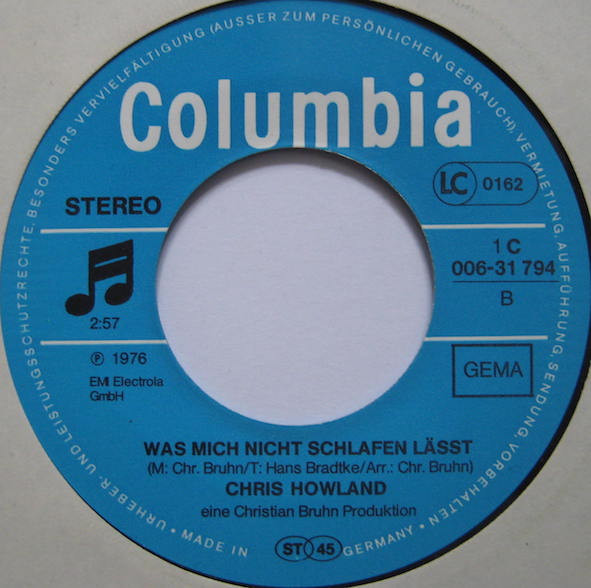 URHEBER- UND LEISTUNGSSCHUTZRECHTE, BESONDERS VERVIELFÄLTIGUNG (AUSSER ZUM PERSÖNLICHEN GEBRAUCH), VERMIETUNG, AUFFÜHRUNG, SENDUNG, VORBEHALTEN •
Columbia
LC 0162
STEREO
1 C
006-31 794
B
2:57
℗ 1976
EMI Electrola
GmbH
GEMA
WAS MICH NICHT SCHLAFEN LÄSST
(M: Chr. Bruhn/T: Hans Bradtke/Arr.: Chr. Bruhn)
CHRIS HOWLAND
eine Christian Bruhn Produktion
• MADE IN GERMANY •
ST 45